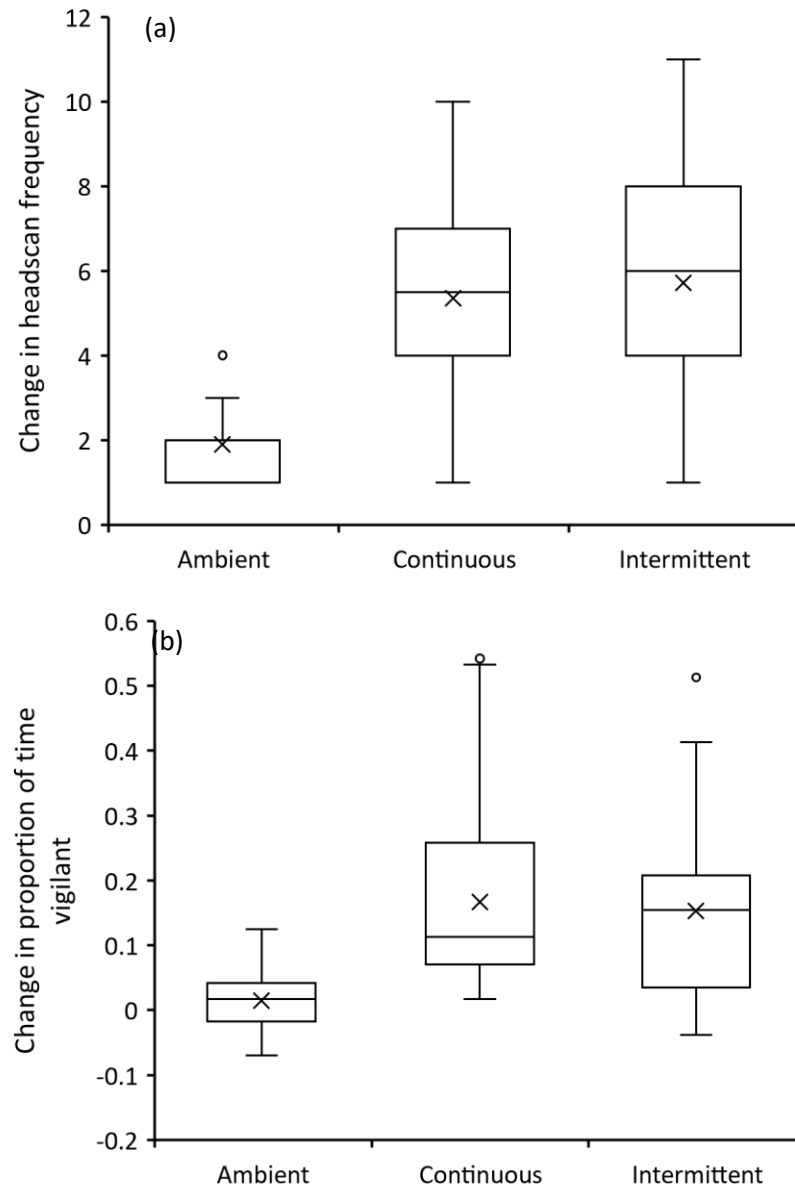 (a)
Change in headscan frequency
12
10
8
6
4
2
0
Ambient Continuous Intermittent
(b)
Change in proportion of time
vigilant
0.6
0.5
0.4
0.3
0.2
0.1
0
-0.1
-0.2
Ambient Continuous Intermittent